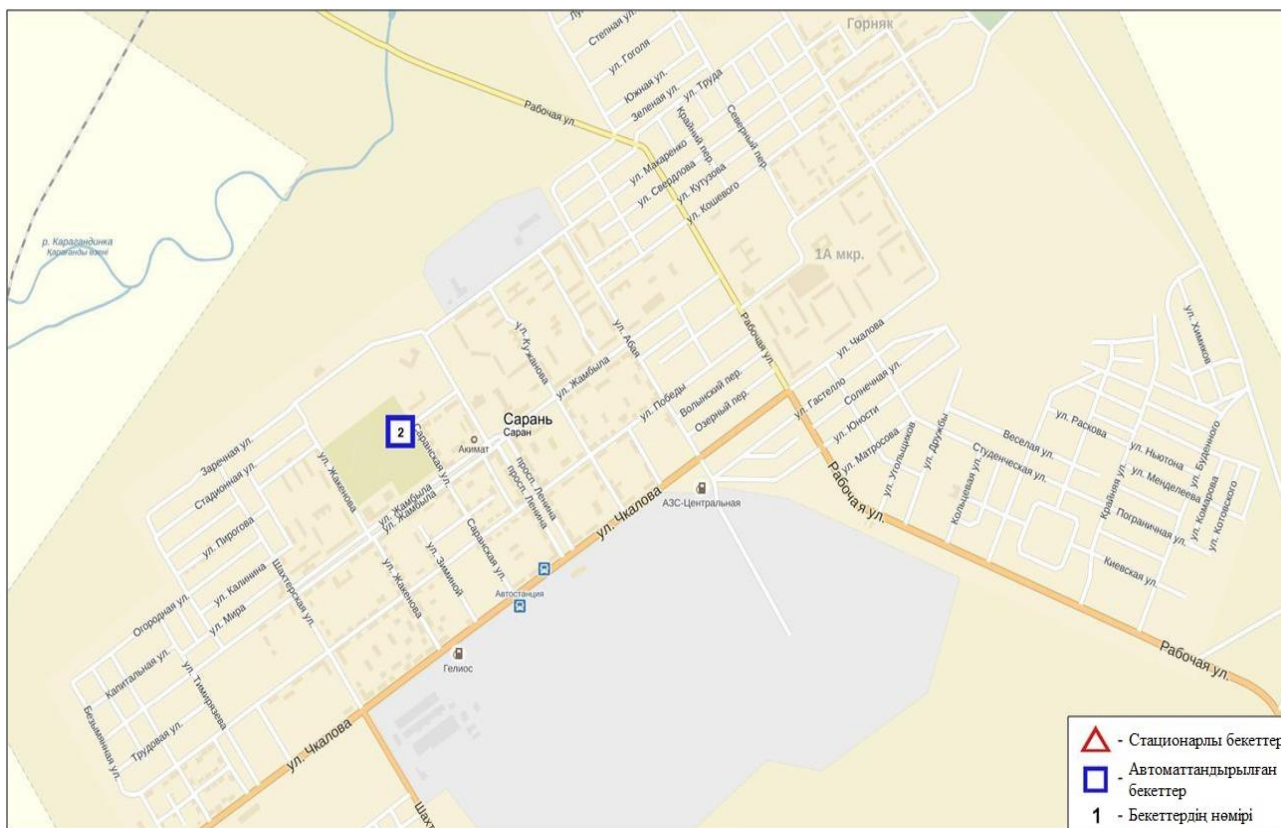 Горняк
Лу
Степная ул.
ул. Гоголя
Южная ул.
Зеленая ул.
ул. Труда
Рабочая ул.
Крайний пер.
Северный пер.
ул. Макаренко
ул. Свердлова
ул. Кутузова
ул. Кошевого
р. Карагандинка
Қарағанды өзені
1А мкр.
ул. Химиков
ул. Кужанова
ул. Абая
Рабочая ул.
ул. Чкалова
ул. Жамбыла
ул. Победы
Волынский пер.
Озерный пер.
ул. Гастелло
Солнечная ул.
ул. Юности
ул. Матросова
ул. Угольщиков
ул. Дружбы
Веселая ул.
Студенческая ул.
Кольцевая ул.
ул. Раскова
ул. Ньютона
ул. Буденного
ул. Менделеева
Крайняя ул.
ул. Комарова
ул. Котовского
Пограничная ул.
Киевская ул.
2
Сарань
Саран
Акимат
Саранская ул.
Заречная ул.
ул. Жакенова
Стадионная ул.
ул. Жамбыла
ул. Жамбыла
просп. Ленина
просп. Ленина
ул. Чкалова
АЗС-Центральная
Рабочая ул.
ул. Пирогова
Шахтерская ул.
ул. Калинина
ул. Жакенова
ул. Зиминой
Саранская ул.
Автостанция
Огородная ул.
ул. Мира
Гелиос
Капитальная ул.
ул. Тимирязева
Безымянная ул.
Трудовая ул.
ул. Чкалова
Шахт
Рабочая ул.
- Стационарлы бекеттер
- Автоматтандырылған
бекеттер
1 - Бекеттердің нөмірі